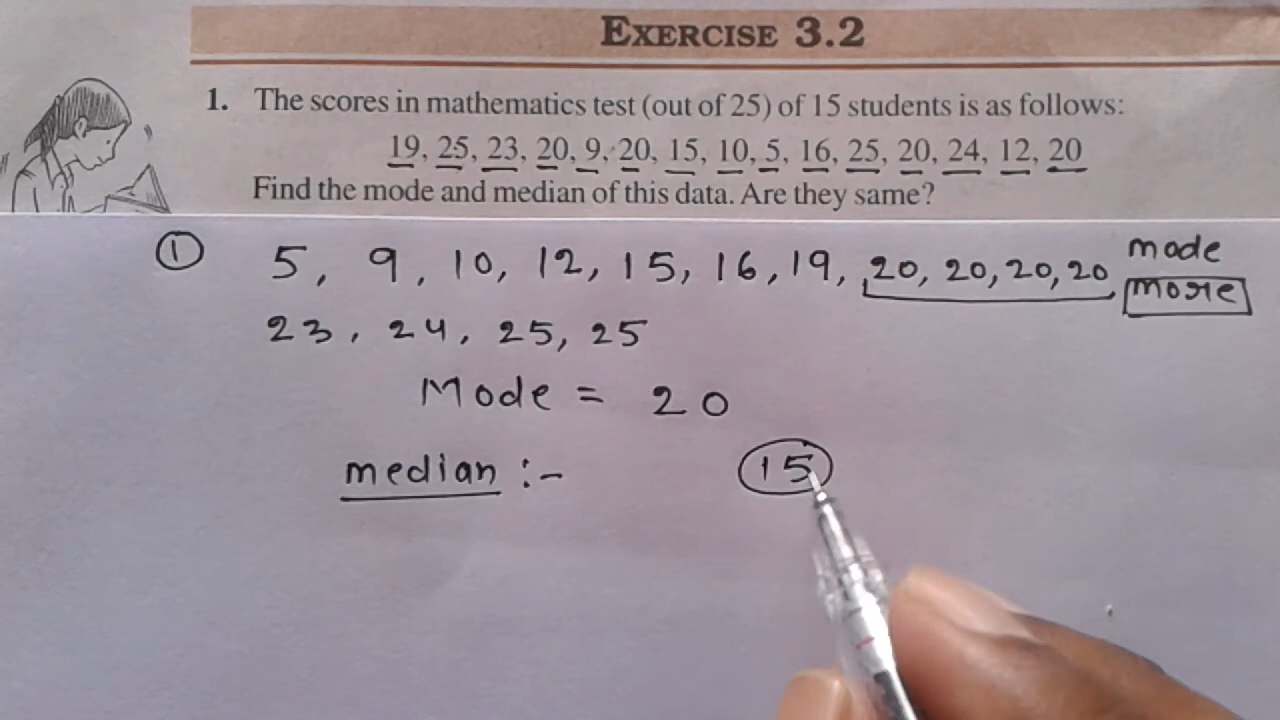 EXERCISE 3.2
1. The scores in mathematics test (out of 25) of 15 students is as follows:
19, 25, 23, 20, 9, 20, 15, 10, 5, 16, 25, 20, 24, 12, 20
Find the mode and median of this data. Are they same?
① 5, 9, 10, 12, 15, 16, 19, 20, 20, 20, 20 mode
more
23, 24, 25, 25
Mode = 20
median :- 15